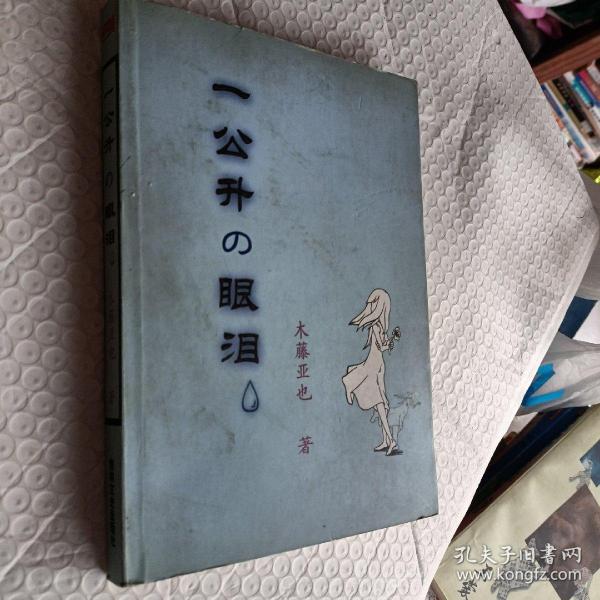 一公升の眼泪
木藤亚也 著
一公升の眼泪
著
孔夫子旧书网
www.kongfz.com